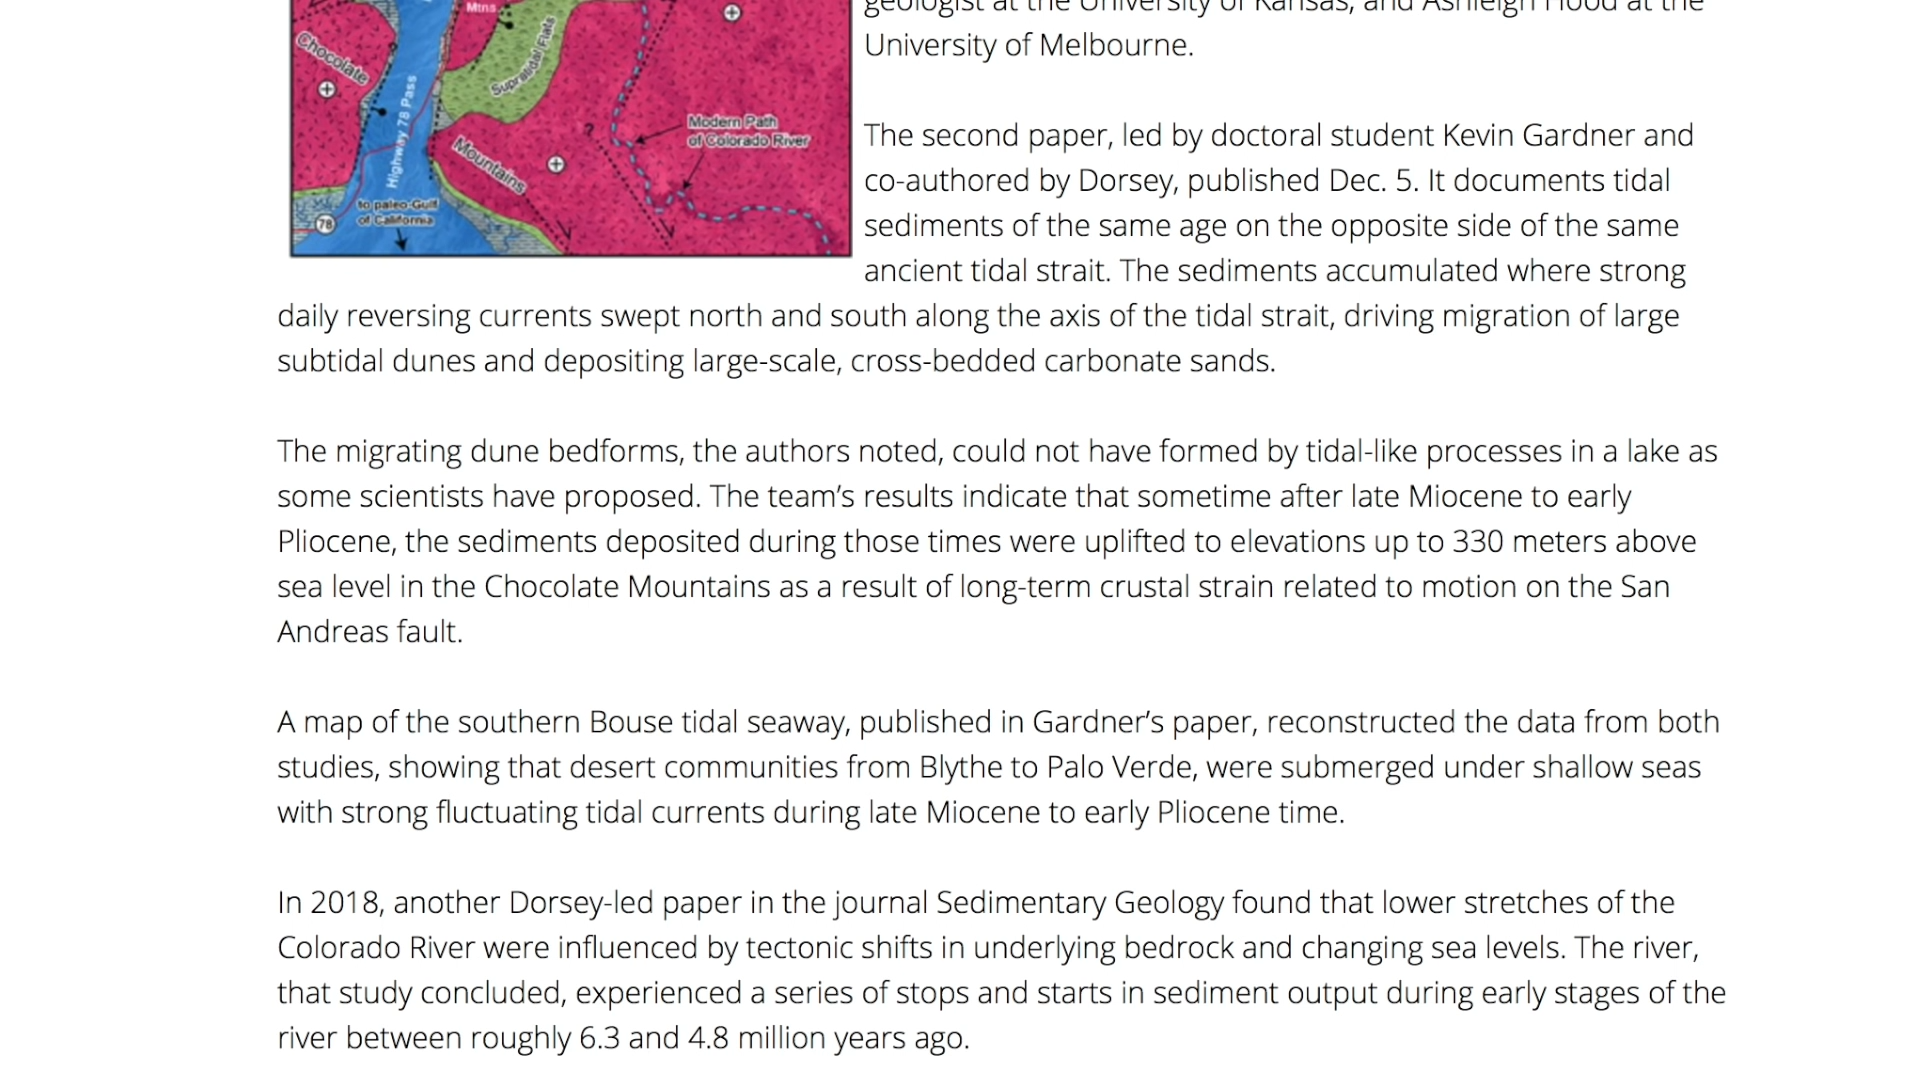 geologist at the University of Kansas, and Ashleigh Hood at the
University of Melbourne.
Mtns
Chocolate
Supratidal Flats
Highway 78 Pass
Modern Path
of Colorado River
?
Mountains
to paleo-Gulf
of California
78
The second paper, led by doctoral student Kevin Gardner and
co-authored by Dorsey, published Dec. 5. It documents tidal
sediments of the same age on the opposite side of the same
ancient tidal strait. The sediments accumulated where strong
daily reversing currents swept north and south along the axis of the tidal strait, driving migration of large
subtidal dunes and depositing large-scale, cross-bedded carbonate sands.
The migrating dune bedforms, the authors noted, could not have formed by tidal-like processes in a lake as
some scientists have proposed. The team’s results indicate that sometime after late Miocene to early
Pliocene, the sediments deposited during those times were uplifted to elevations up to 330 meters above
sea level in the Chocolate Mountains as a result of long-term crustal strain related to motion on the San
Andreas fault.
A map of the southern Bouse tidal seaway, published in Gardner’s paper, reconstructed the data from both
studies, showing that desert communities from Blythe to Palo Verde, were submerged under shallow seas
with strong fluctuating tidal currents during late Miocene to early Pliocene time.
In 2018, another Dorsey-led paper in the journal Sedimentary Geology found that lower stretches of the
Colorado River were influenced by tectonic shifts in underlying bedrock and changing sea levels. The river,
that study concluded, experienced a series of stops and starts in sediment output during early stages of the
river between roughly 6.3 and 4.8 million years ago.